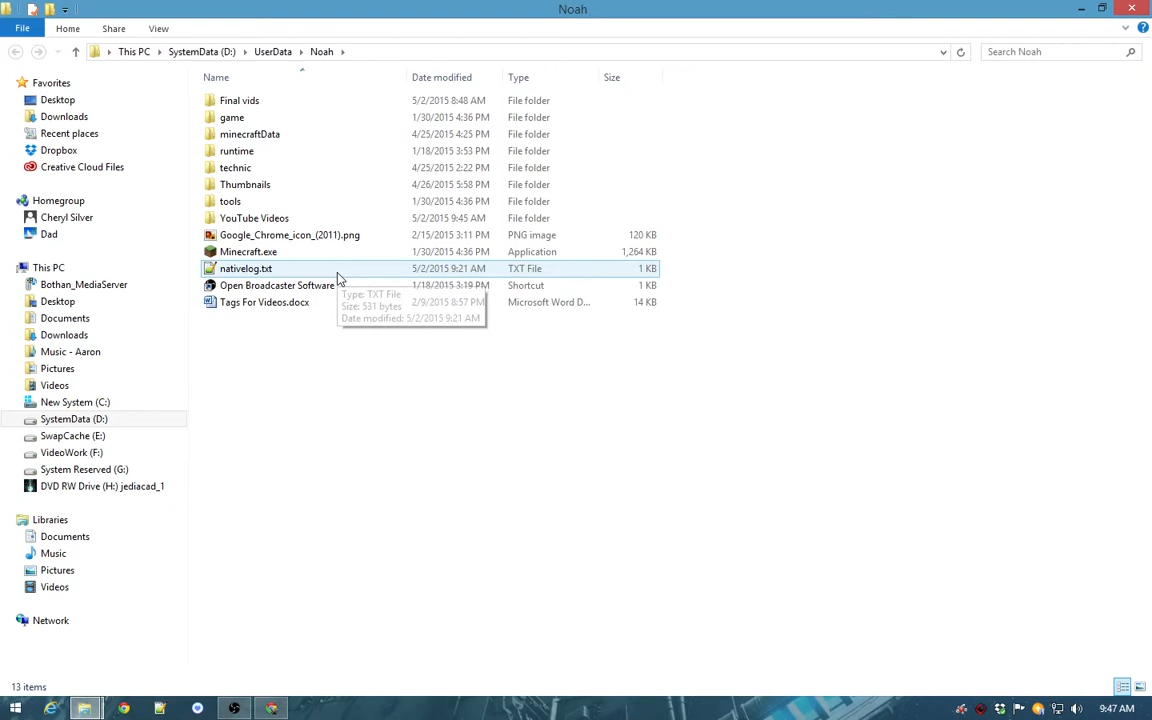 Noah
File Home Share View
This PC SystemData (D:) UserData Noah
Search Noah
Name Date modified Type Size
Favorites
Desktop
Downloads
Recent places
Dropbox
Creative Cloud Files
Homegroup
Cheryl Silver
Dad
This PC
Bothan_MediaServer
Desktop
Documents
Downloads
Music - Aaron
Pictures
Videos
New System (C:)
SystemData (D:)
SwapCache (E:)
VideoWork (F:)
System Reserved (G:)
DVD RW Drive (H:) jediacad_1
Libraries
Documents
Music
Pictures
Videos
Network
Final vids 5/2/2015 8:48 AM File folder
game 1/30/2015 4:36 PM File folder
minecraftData 4/25/2015 4:25 PM File folder
runtime 1/18/2015 3:53 PM File folder
technic 4/25/2015 2:22 PM File folder
Thumbnails 4/26/2015 5:58 PM File folder
tools 1/30/2015 4:36 PM File folder
YouTube Videos 5/2/2015 9:45 AM File folder
Google_Chrome_icon_(2011).png 2/15/2015 3:11 PM PNG image 120 KB
Minecraft.exe 1/30/2015 4:36 PM Application 1,264 KB
nativelog.txt 5/2/2015 9:21 AM TXT File 1 KB
Open Broadcaster Software 1/18/2015 3:19 PM Shortcut 1 KB
Tags For Videos.docx 2/9/2015 8:57 PM Microsoft Word D... 14 KB
Type: TXT File
Size: 531 bytes
Date modified: 5/2/2015 9:21 AM
13 items
9:47 AM